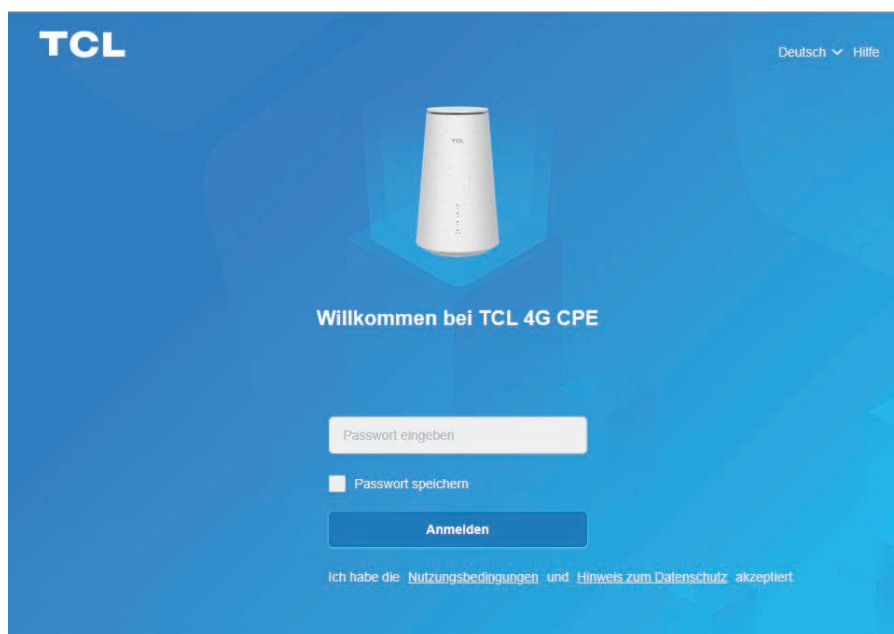 TCL
Deutsch Hilfe
TCL
Willkommen bei TCL 4G CPE
Passwort eingeben
Passwort speichern
Anmelden
Ich habe die Nutzungsbedingungen und Hinweis zum Datenschutz akzeptiert.